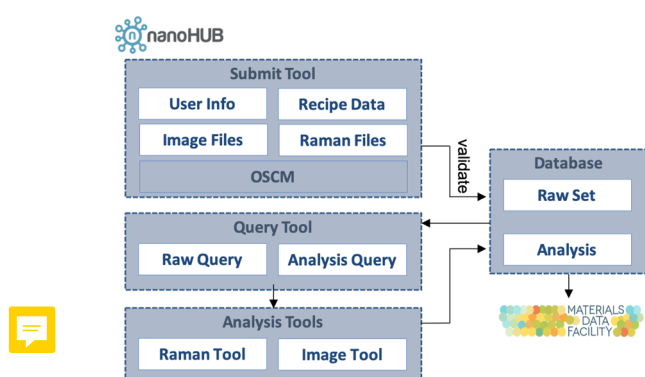 nanoHUB
Submit Tool
User Info
Recipe Data
Image Files
Raman Files
OSCM
validate
Database
Raw Set
Analysis
Query Tool
Raw Query
Analysis Query
Analysis Tools
Raman Tool
Image Tool
MATERIALS
DATA
FACILITY